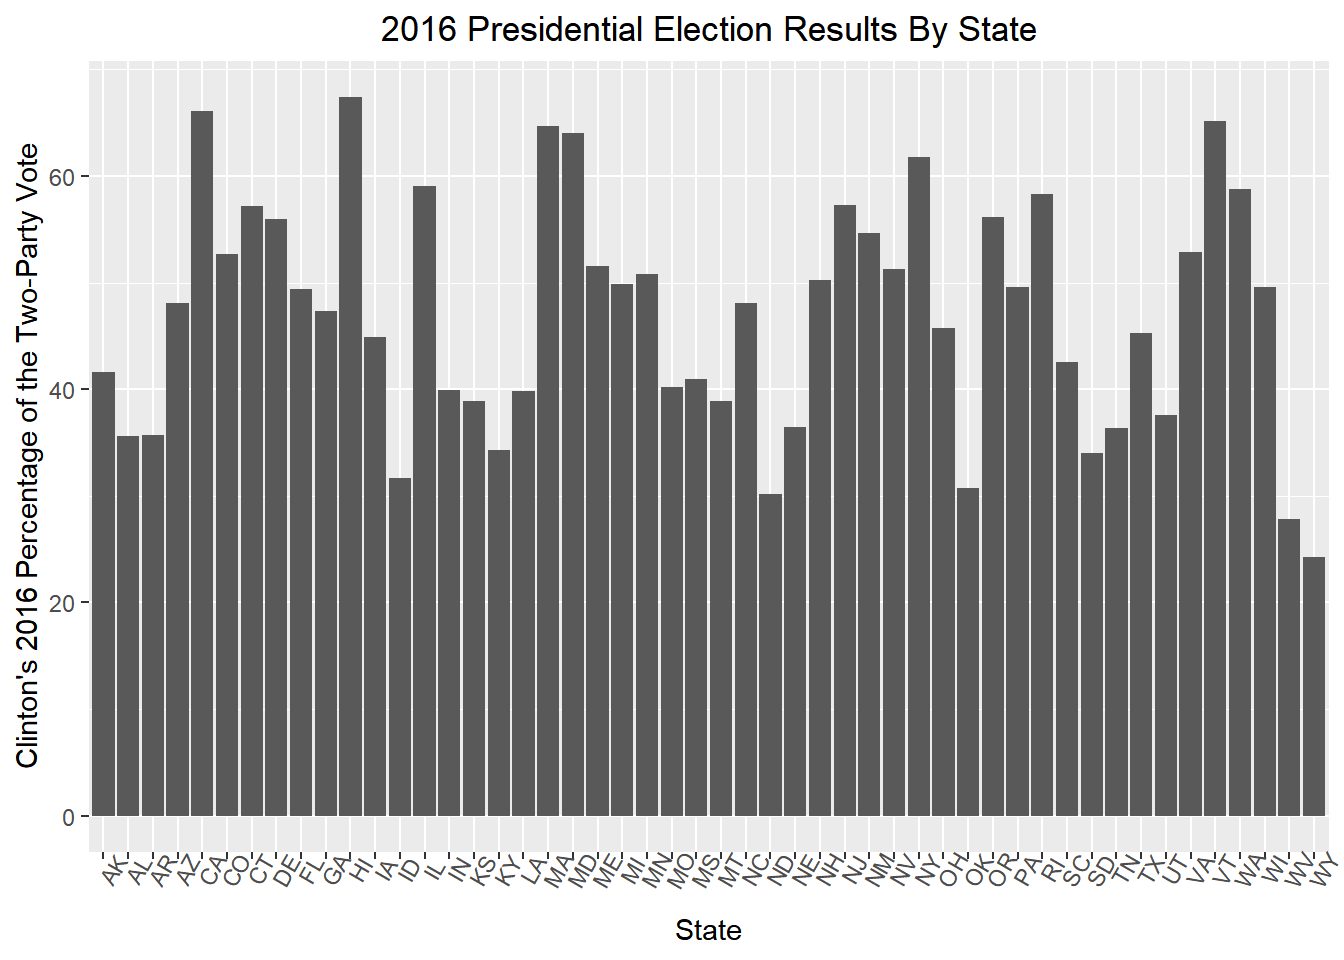 2016 Presidential Election Results By State
Clinton's 2016 Percentage of the Two-Party Vote
60
40
20
0
AK AL AR AZ CA CO CT DE FL GA HI IA ID IL IN KS KY LA MA MD ME MI MN MO MS MT NC ND NE NH NJ NM NV NY OH OK OR PA RI SC SD TN TX UT VA VT WA WI WV WY
State